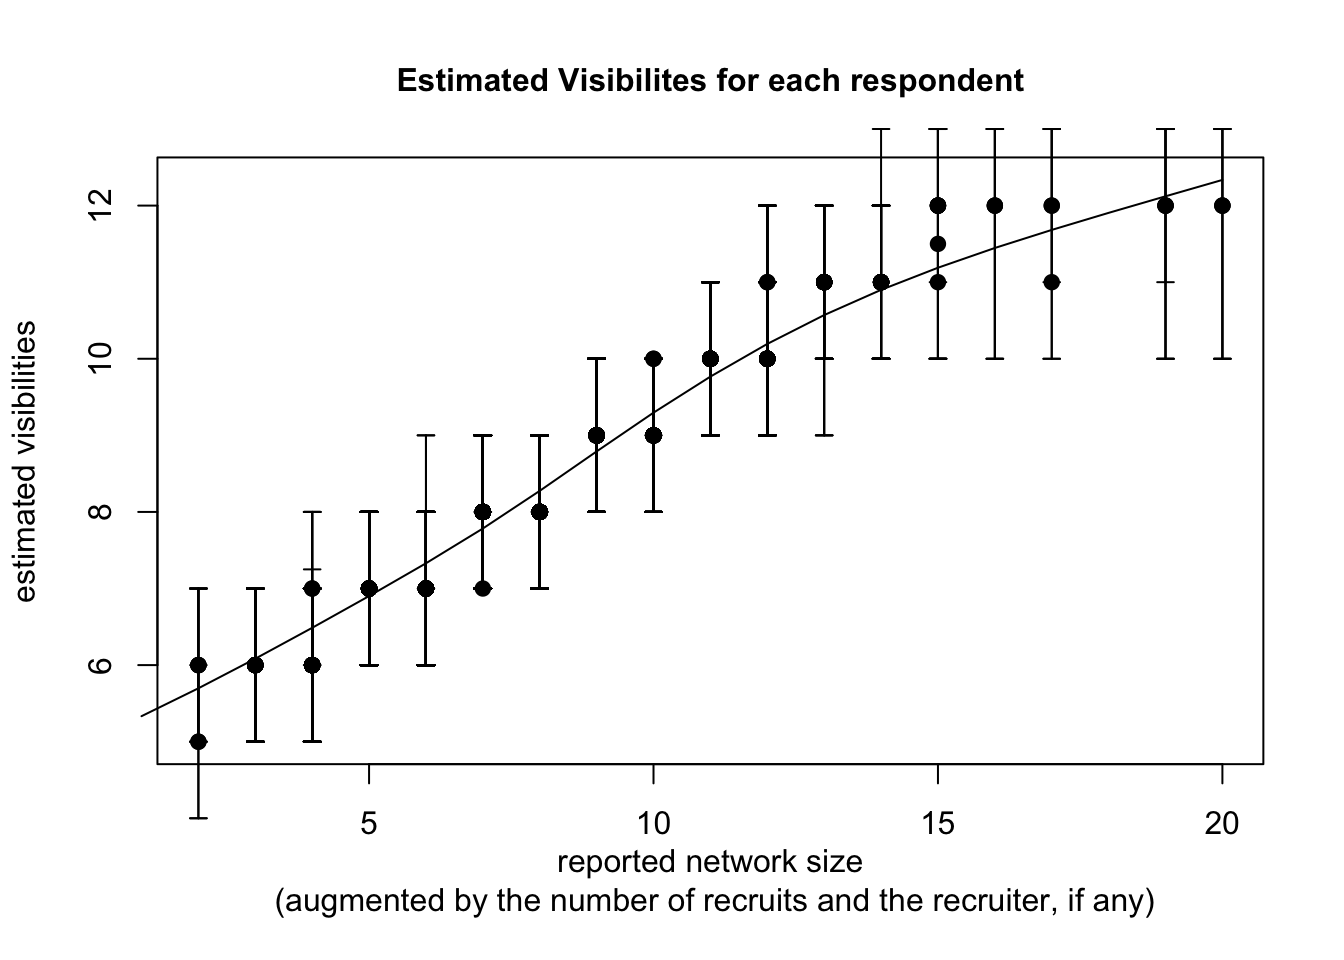 Estimated Visibilites for each respondent
estimated visibilities
12
10
8
6
5 10 15 20
reported network size
(augmented by the number of recruits and the recruiter, if any)